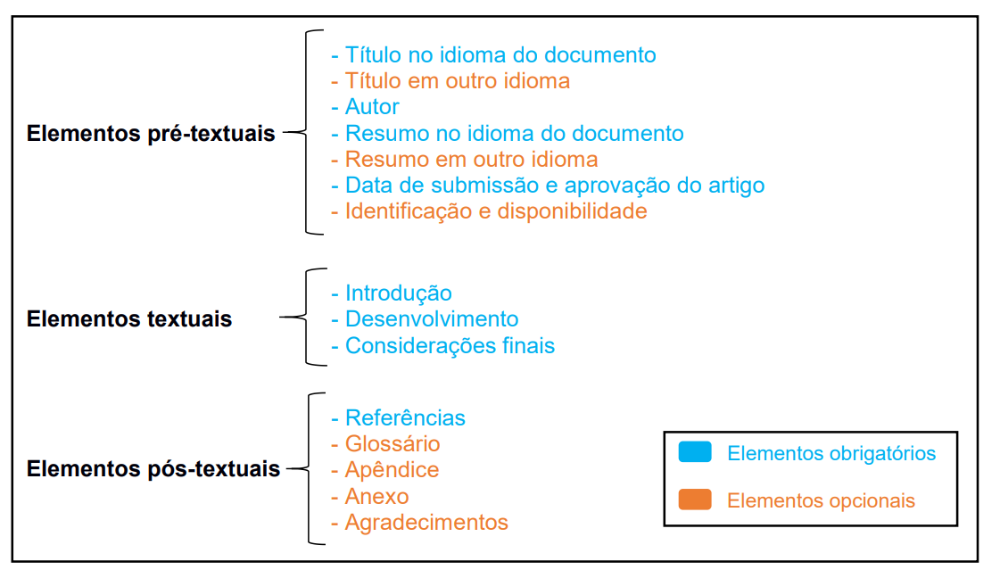 - Título no idioma do documento
- Título em outro idioma
- Autor
Elementos pré-textuais
- Resumo no idioma do documento
- Resumo em outro idioma
- Data de submissão e aprovação do artigo
- Identificação e disponibilidade
- Introdução
Elementos textuais
- Desenvolvimento
- Considerações finais
- Referências
- Glossário
Elementos pós-textuais
- Apêndice
- Anexo
- Agradecimentos
Elementos obrigatórios
Elementos opcionais